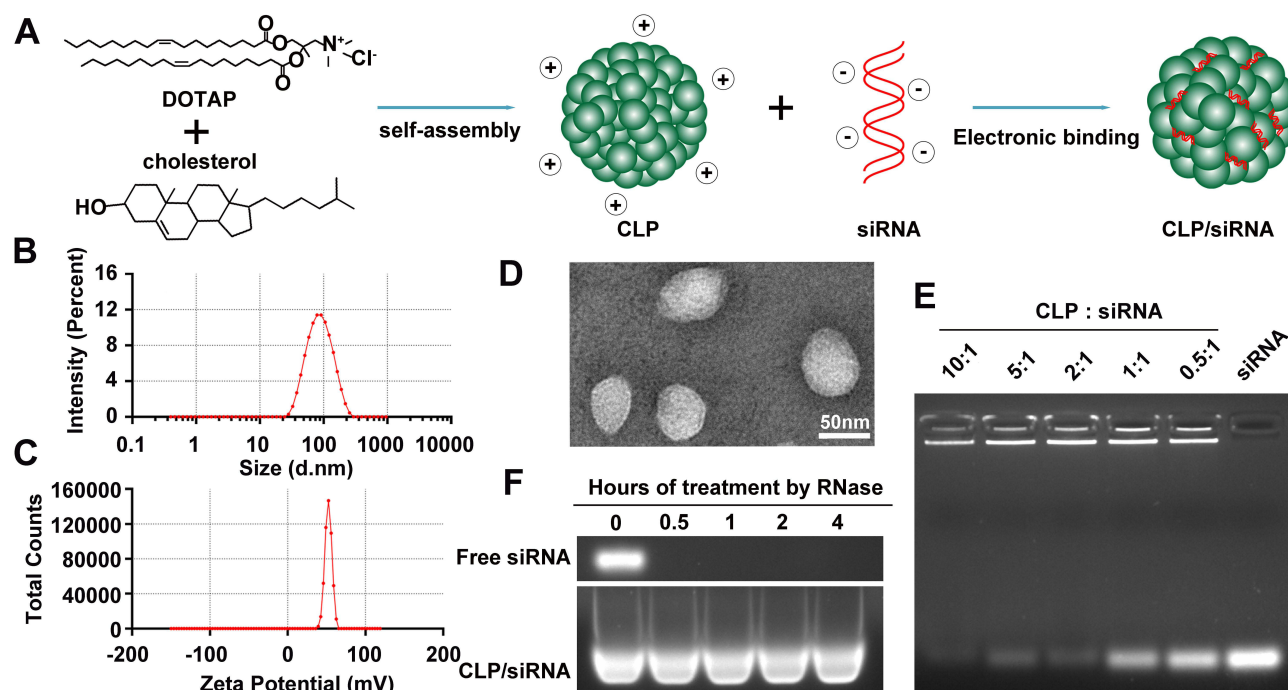 A
O
O
O
O
N+
Cl-
DOTAP
+
cholesterol
HO
self-assembly
+
+
+
+
+
+
CLP
+
-
-
-
-
siRNA
Electronic binding
CLP/siRNA
B
Intensity (Percent)
16
12
8
4
0
0.1 1 10 100 1000 10000
Size (d.nm)
C
Total Counts
160000
120000
80000
40000
0
-200 -100 0 100 200
Zeta Potential (mV)
D
50nm
E
CLP : siRNA
10:1 5:1 2:1 1:1 0.5:1 siRNA
F
Hours of treatment by RNase
0 0.5 1 2 4
Free siRNA
CLP/siRNA